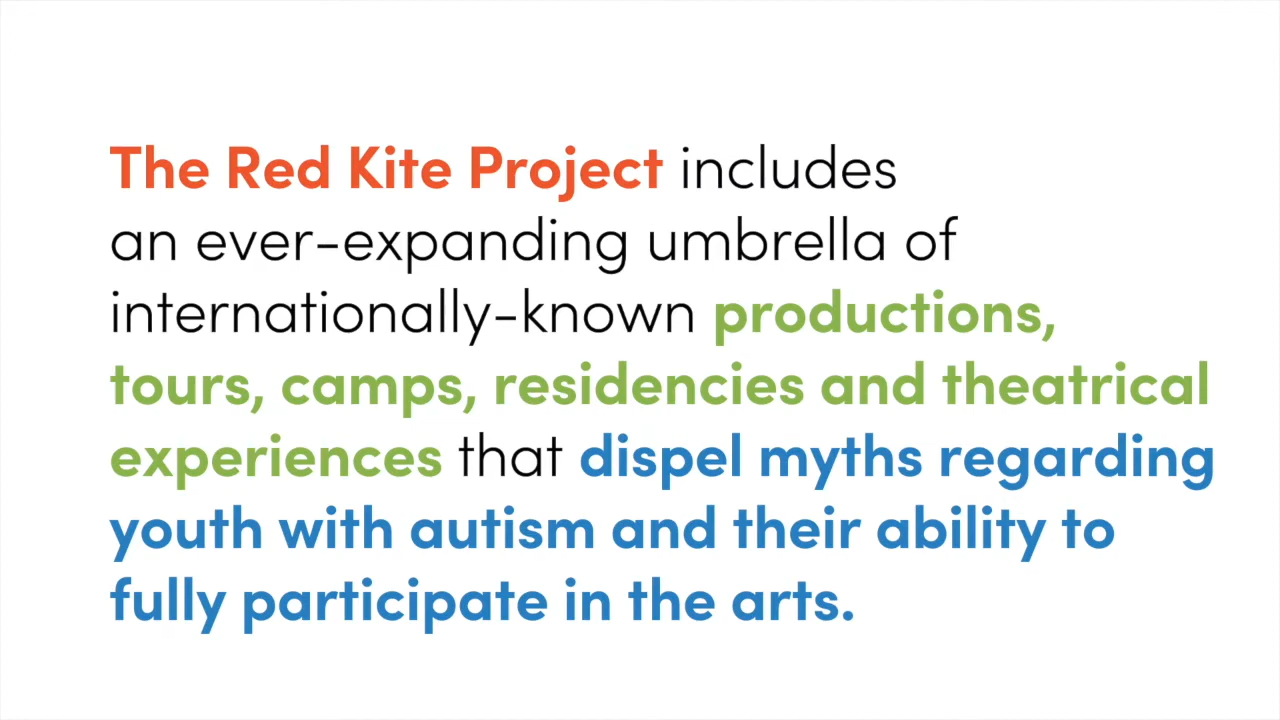 The Red Kite Project includes
an ever-expanding umbrella of
internationally-known productions,
tours, camps, residencies and theatrical
experiences that dispel myths regarding
youth with autism and their ability to
fully participate in the arts.